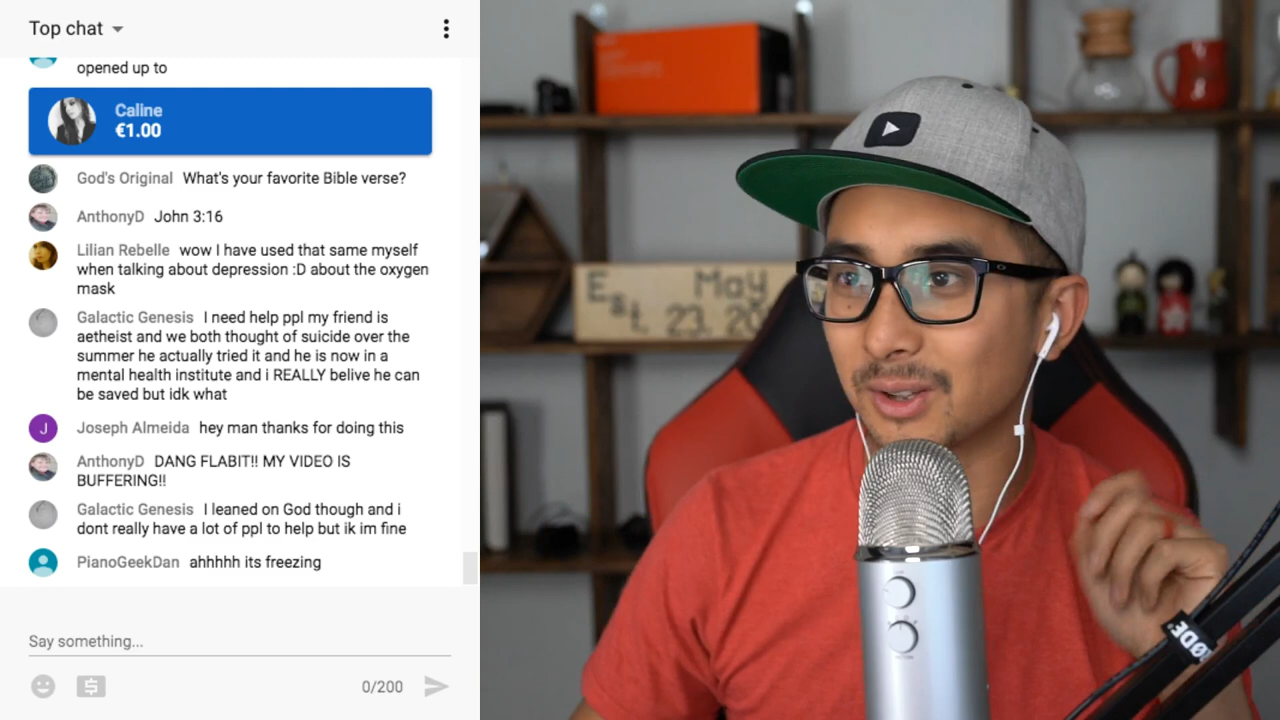 Top chat
opened up to
Caline
€1.00
God's Original What's your favorite Bible verse?
AnthonyD John 3:16
Lilian Rebelle wow I have used that same myself
when talking about depression :D about the oxygen
mask
Galactic Genesis I need help ppl my friend is
aetheist and we both thought of suicide over the
summer he actually tried it and he is now in a
mental health institute and i REALLY belive he can
be saved but idk what
J
Joseph Almeida hey man thanks for doing this
AnthonyD DANG FLABIT!! MY VIDEO IS
BUFFERING!!
Galactic Genesis I leaned on God though and i
dont really have a lot of ppl to help but ik im fine
PianoGeekDan ahhhhh its freezing
Say something...
0/200
Est. May
23, 20
RØDE